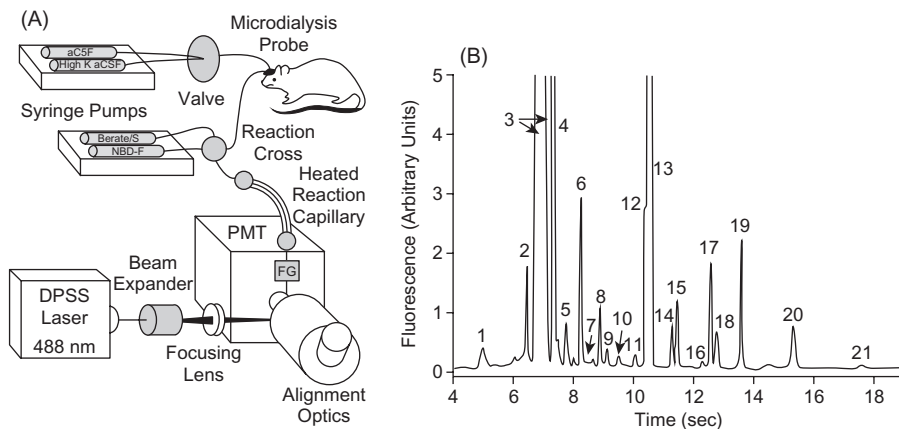 (A)
Microdialysis
Probe
aC5F
High K aCSF
Syringe Pumps
Valve
Berate/S
NBD-F
Reaction
Cross
Heated
Reaction
Capillary
PMT
FG
Beam
Expander
DPSS
Laser
488 nm
Focusing
Lens
Alignment
Optics
(B)
Fluorescence (Arbitrary Units)
5
4
3
2
1
0
1
2
3
4
5
6
7
8
9
10
11
12
13
14
15
16
17
18
19
20
21
4 6 8 10 12 14 16 18
Time (sec)